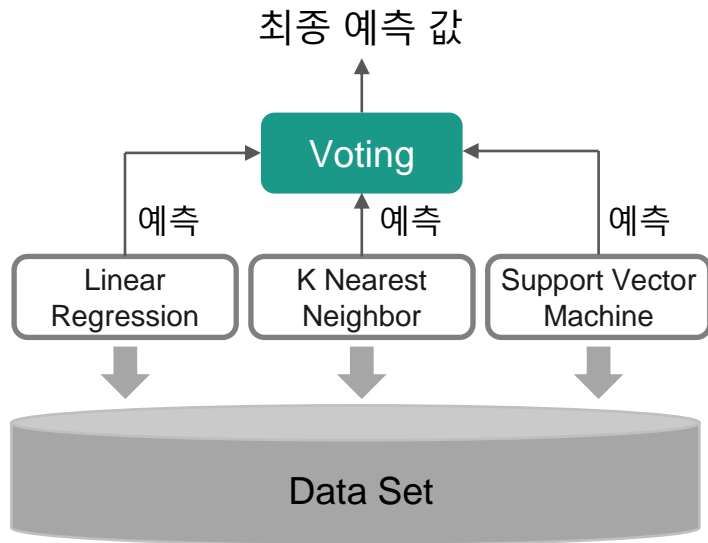 최종 예측 값
Voting
예측
예측
예측
Linear
Regression
K Nearest
Neighbor
Support Vector
Machine
Data Set